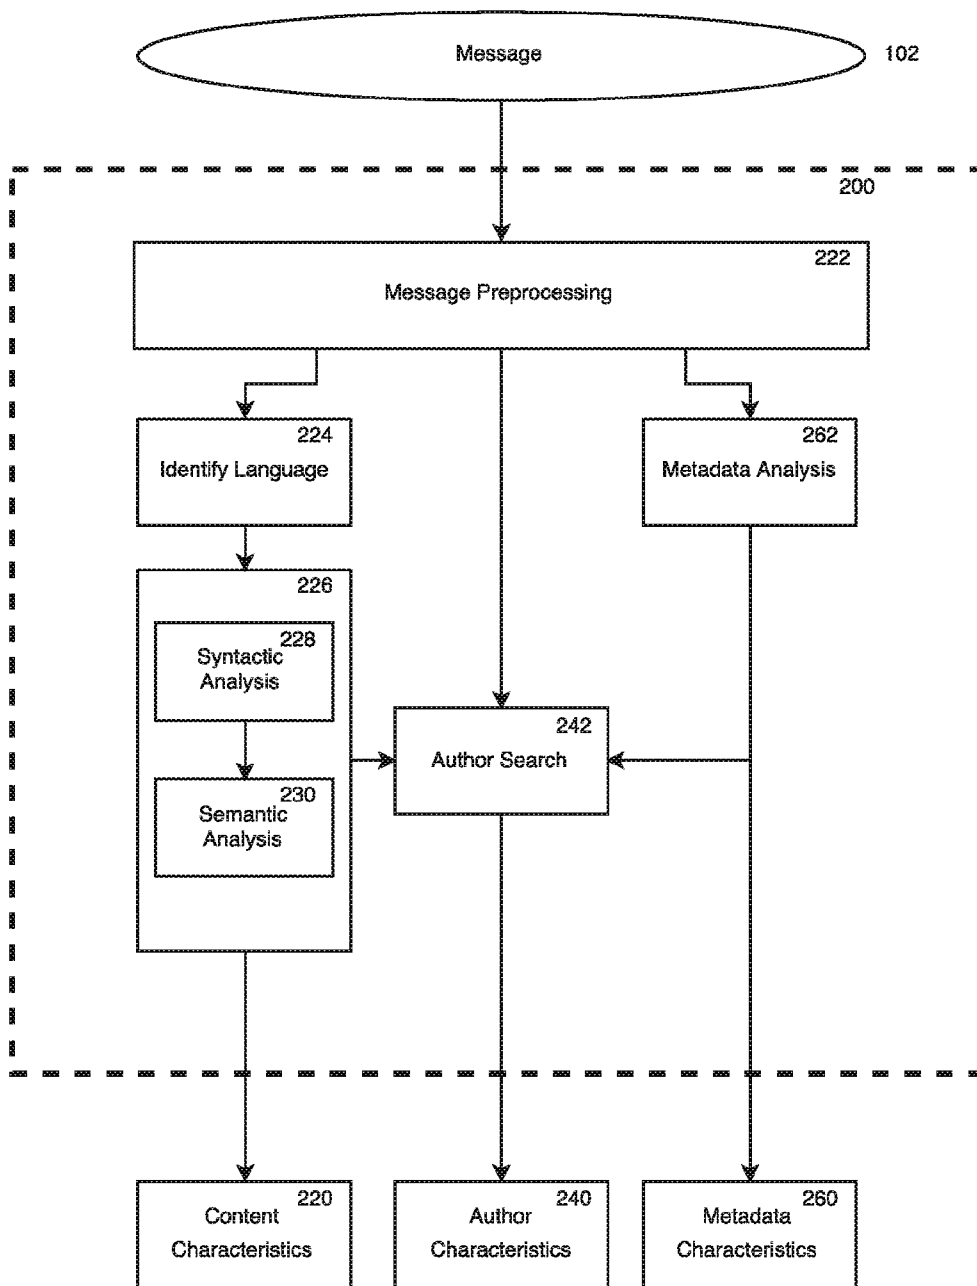 Message
102
200
222
Message Preprocessing
224
Identify Language
262
Metadata Analysis
226
228
Syntactic
Analysis
242
Author Search
230
Semantic
Analysis
220
Content
Characteristics
240
Author
Characteristics
260
Metadata
Characteristics